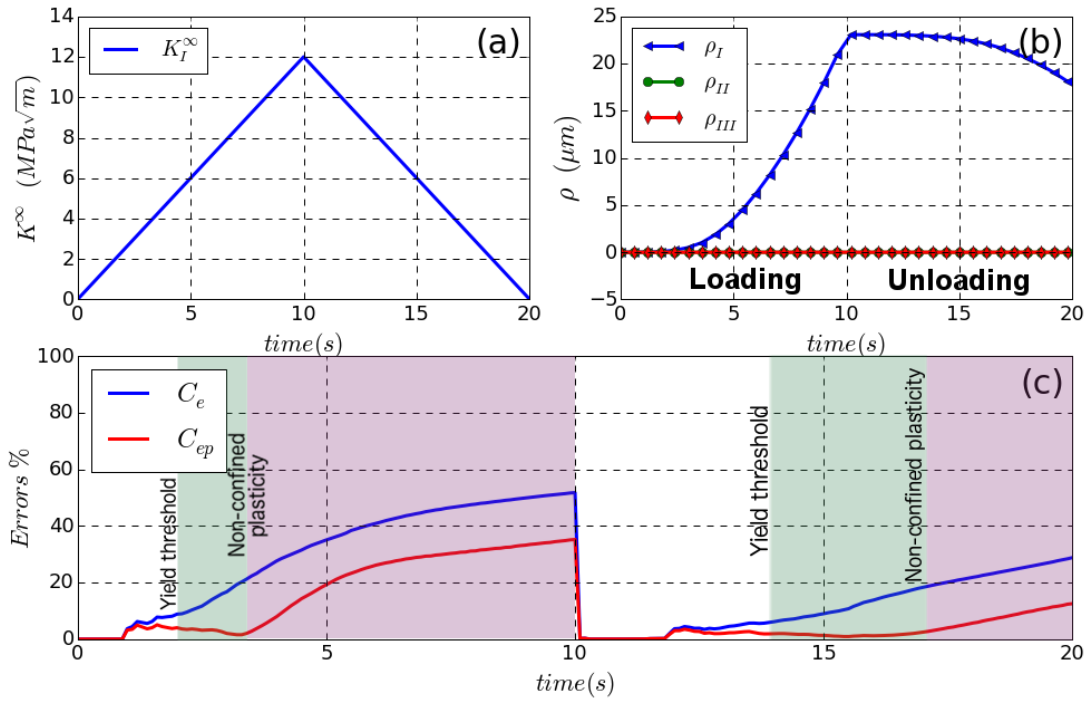 14
12
10
8
6
4
2
0
K^∞ (MPa√m)
K_I^∞
(a)
0
5
10
15
20
time(s)
25
20
15
10
5
0
−5
ρ (μm)
ρ_I
ρ_II
ρ_III
(b)
Loading
Unloading
0
5
10
15
20
time(s)
100
80
60
40
20
0
Errors %
C_e
C_ep
(c)
Yield threshold
Non-confined
plasticity
Yield threshold
Non-confined plasticity
0
5
10
15
20
time(s)